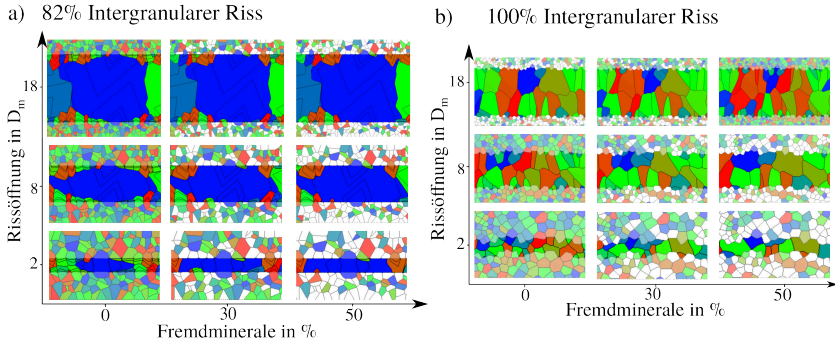 a) 82% Intergranularer Riss
Rissöffnung in Dm
18
8
2
0
30
50
Fremdminerale in %
b) 100% Intergranularer Riss
Rissöffnung in Dm
18
8
2
0
30
50
Fremdminerale in %